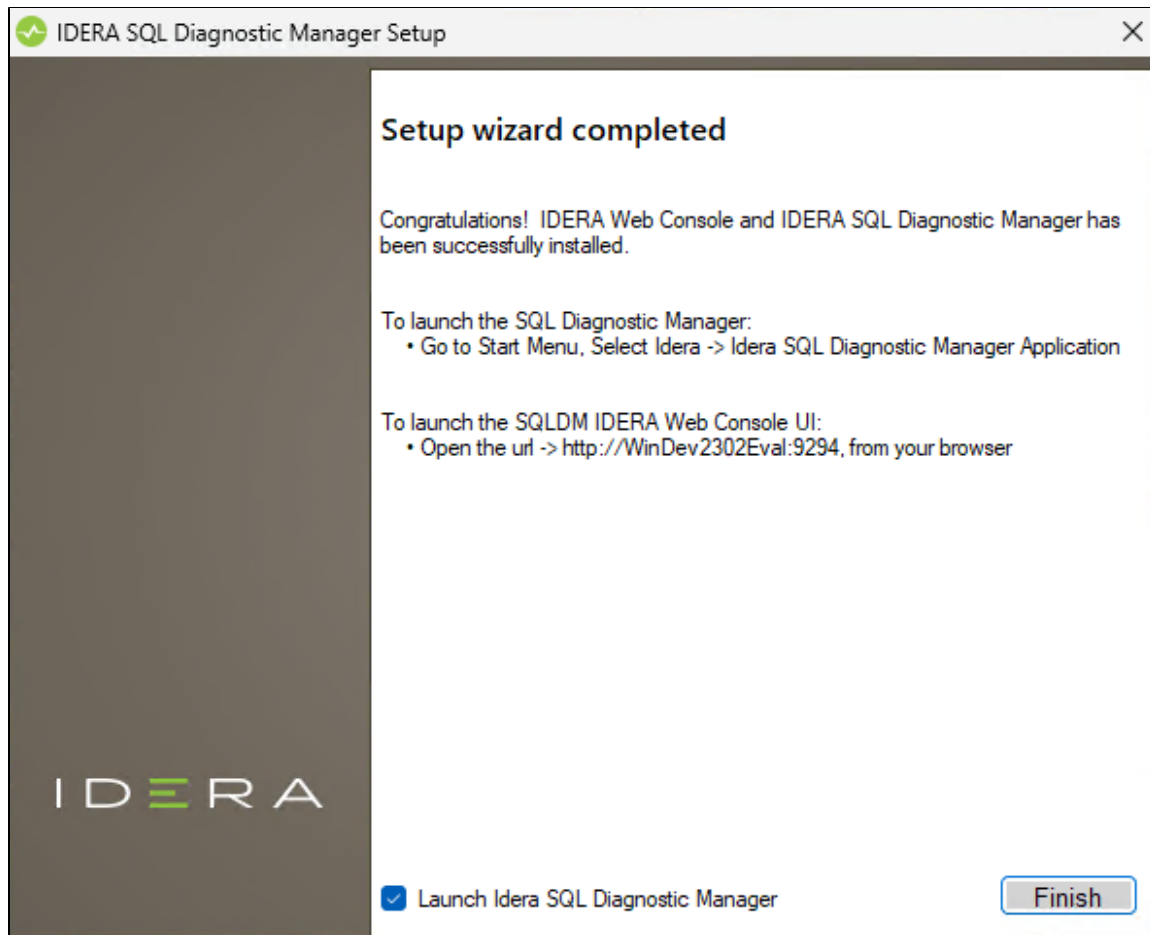 IDERA SQL Diagnostic Manager Setup
Setup wizard completed
Congratulations!  IDERA Web Console and IDERA SQL Diagnostic Manager has
been successfully installed.
To launch the SQL Diagnostic Manager:
• Go to Start Menu, Select Idera -> Idera SQL Diagnostic Manager Application
To launch the SQLDM IDERA Web Console UI:
• Open the url -> http://WinDev2302Eval:9294, from your browser
IDERA
Launch Idera SQL Diagnostic Manager
Finish